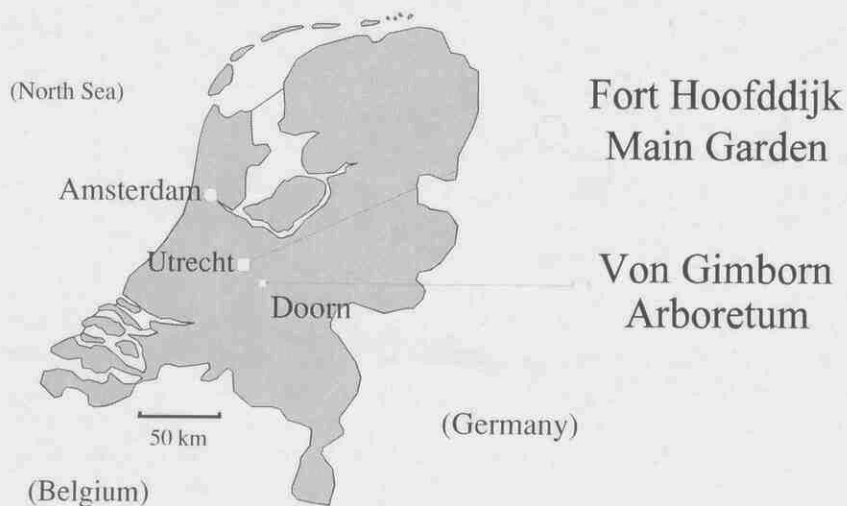 (North Sea)
Fort Hoofddijk
Main Garden
Amsterdam
Utrecht
Von Gimborn
Arboretum
Doorn
50 km
(Germany)
(Belgium)